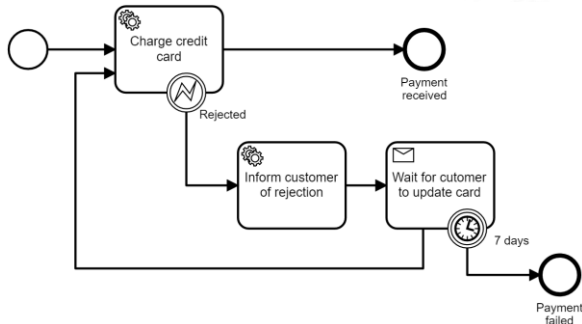 Charge credit
card
Payment
received
Rejected
Inform customer
of rejection
Wait for cutomer
to update card
7 days
Payment
failed